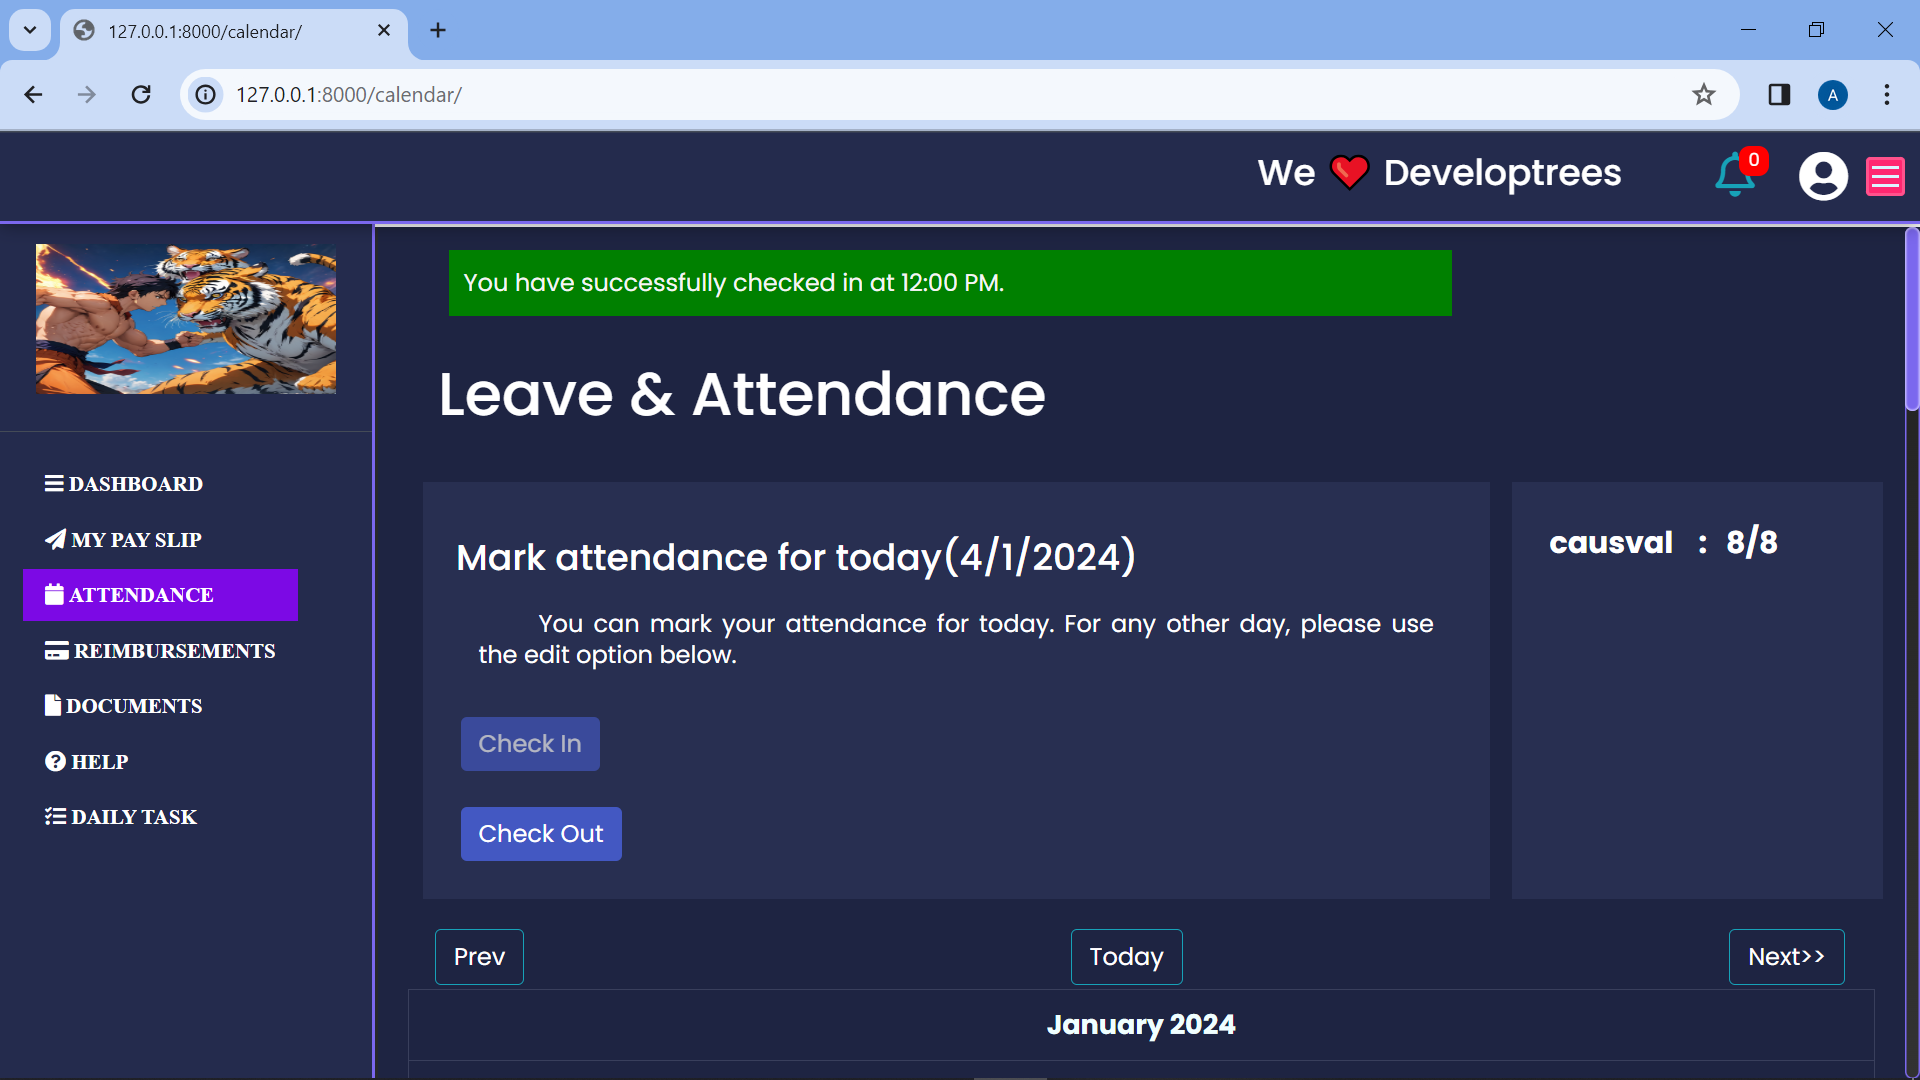 127.0.0.1:8000/calendar/
127.0.0.1:8000/calendar/
A
We ❤ Developtrees
0
You have successfully checked in at 12:00 PM.
Leave & Attendance
DASHBOARD
MY PAY SLIP
ATTENDANCE
REIMBURSEMENTS
DOCUMENTS
HELP
DAILY TASK
Mark attendance for today(4/1/2024)
You can mark your attendance for today. For any other day, please use
the edit option below.
Check In
Check Out
causval : 8/8
Prev
Today
Next>>
January 2024